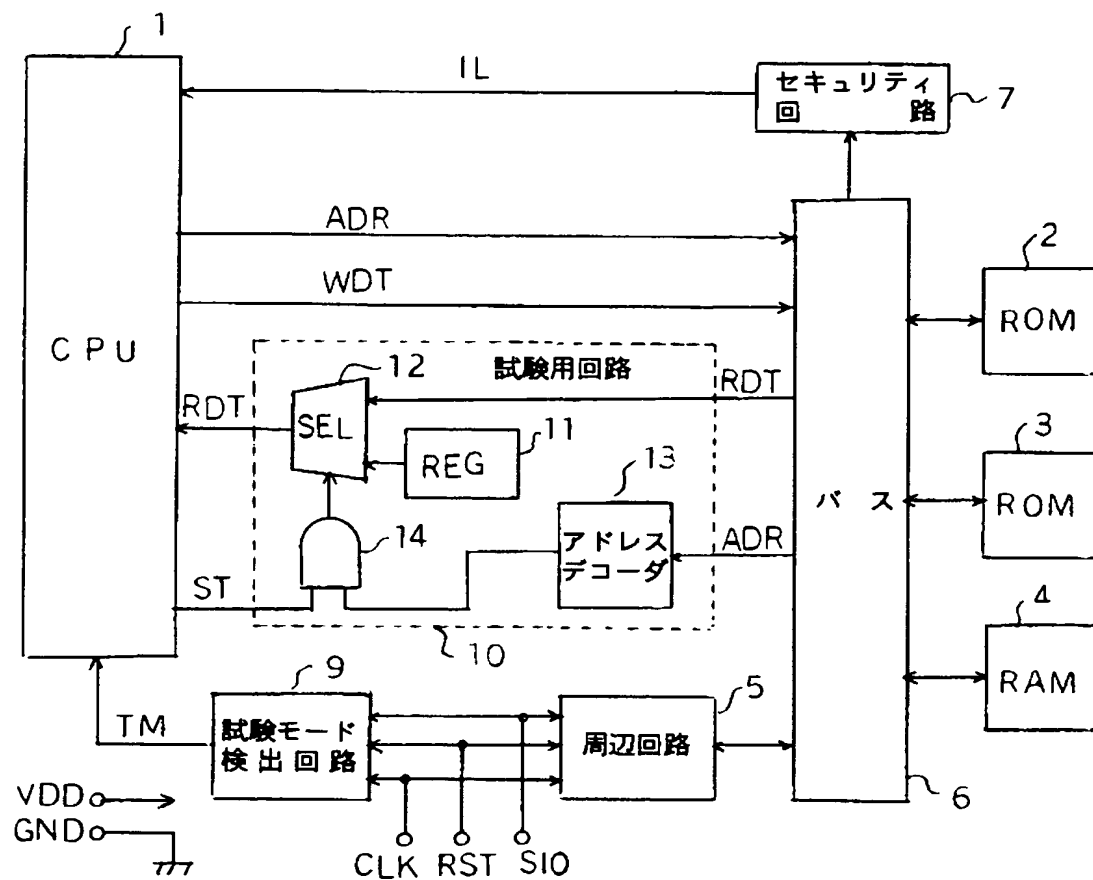 1
IL
セキュリティ
回路
7
ADR
WDT
2
ROM
CPU
試験用回路
12
RDT
RDT
SEL
11
REG
3
ROM
13
バス
アドレス
デコーダ
14
ADR
ST
10
4
RAM
9
5
TM
試験モード
検出回路
周辺回路
6
VDD
GND
CLK
RST
SIO